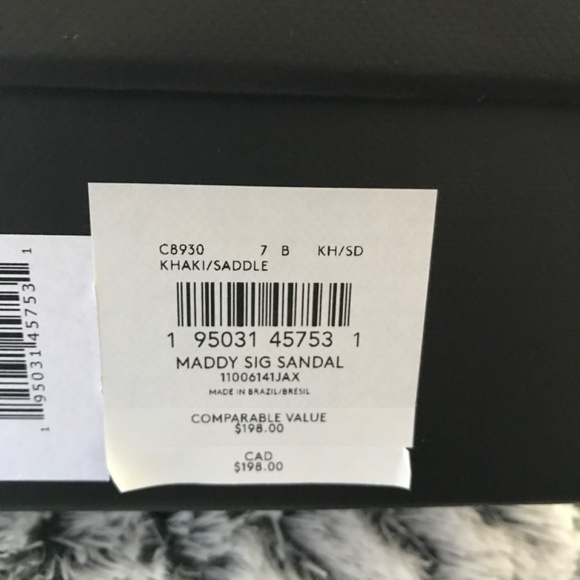 C8930 7 B KH/SD
KHAKI/SADDLE
1 95031 45753 1
MADDY SIG SANDAL
11006141JAX
MADE IN BRAZIL/BRESIL
COMPARABLE VALUE
$198.00
CAD
$198.00
1 95031 45753 1